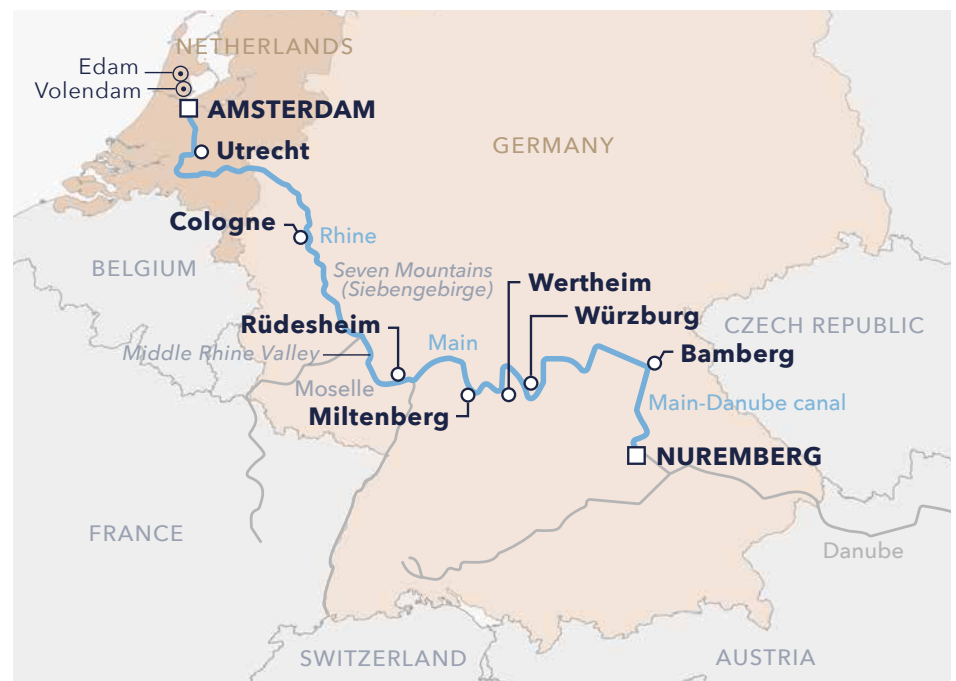 NETHERLANDS
Edam
Volendam
AMSTERDAM
Utrecht
GERMANY
Cologne
Rhine
BELGIUM
Seven Mountains
(Siebengebirge)
Wertheim
Rüdesheim
Würzburg
CZECH REPUBLIC
Main
Middle Rhine Valley
Bamberg
Moselle
Miltenberg
Main-Danube canal
NUREMBERG
FRANCE
Danube
SWITZERLAND
AUSTRIA